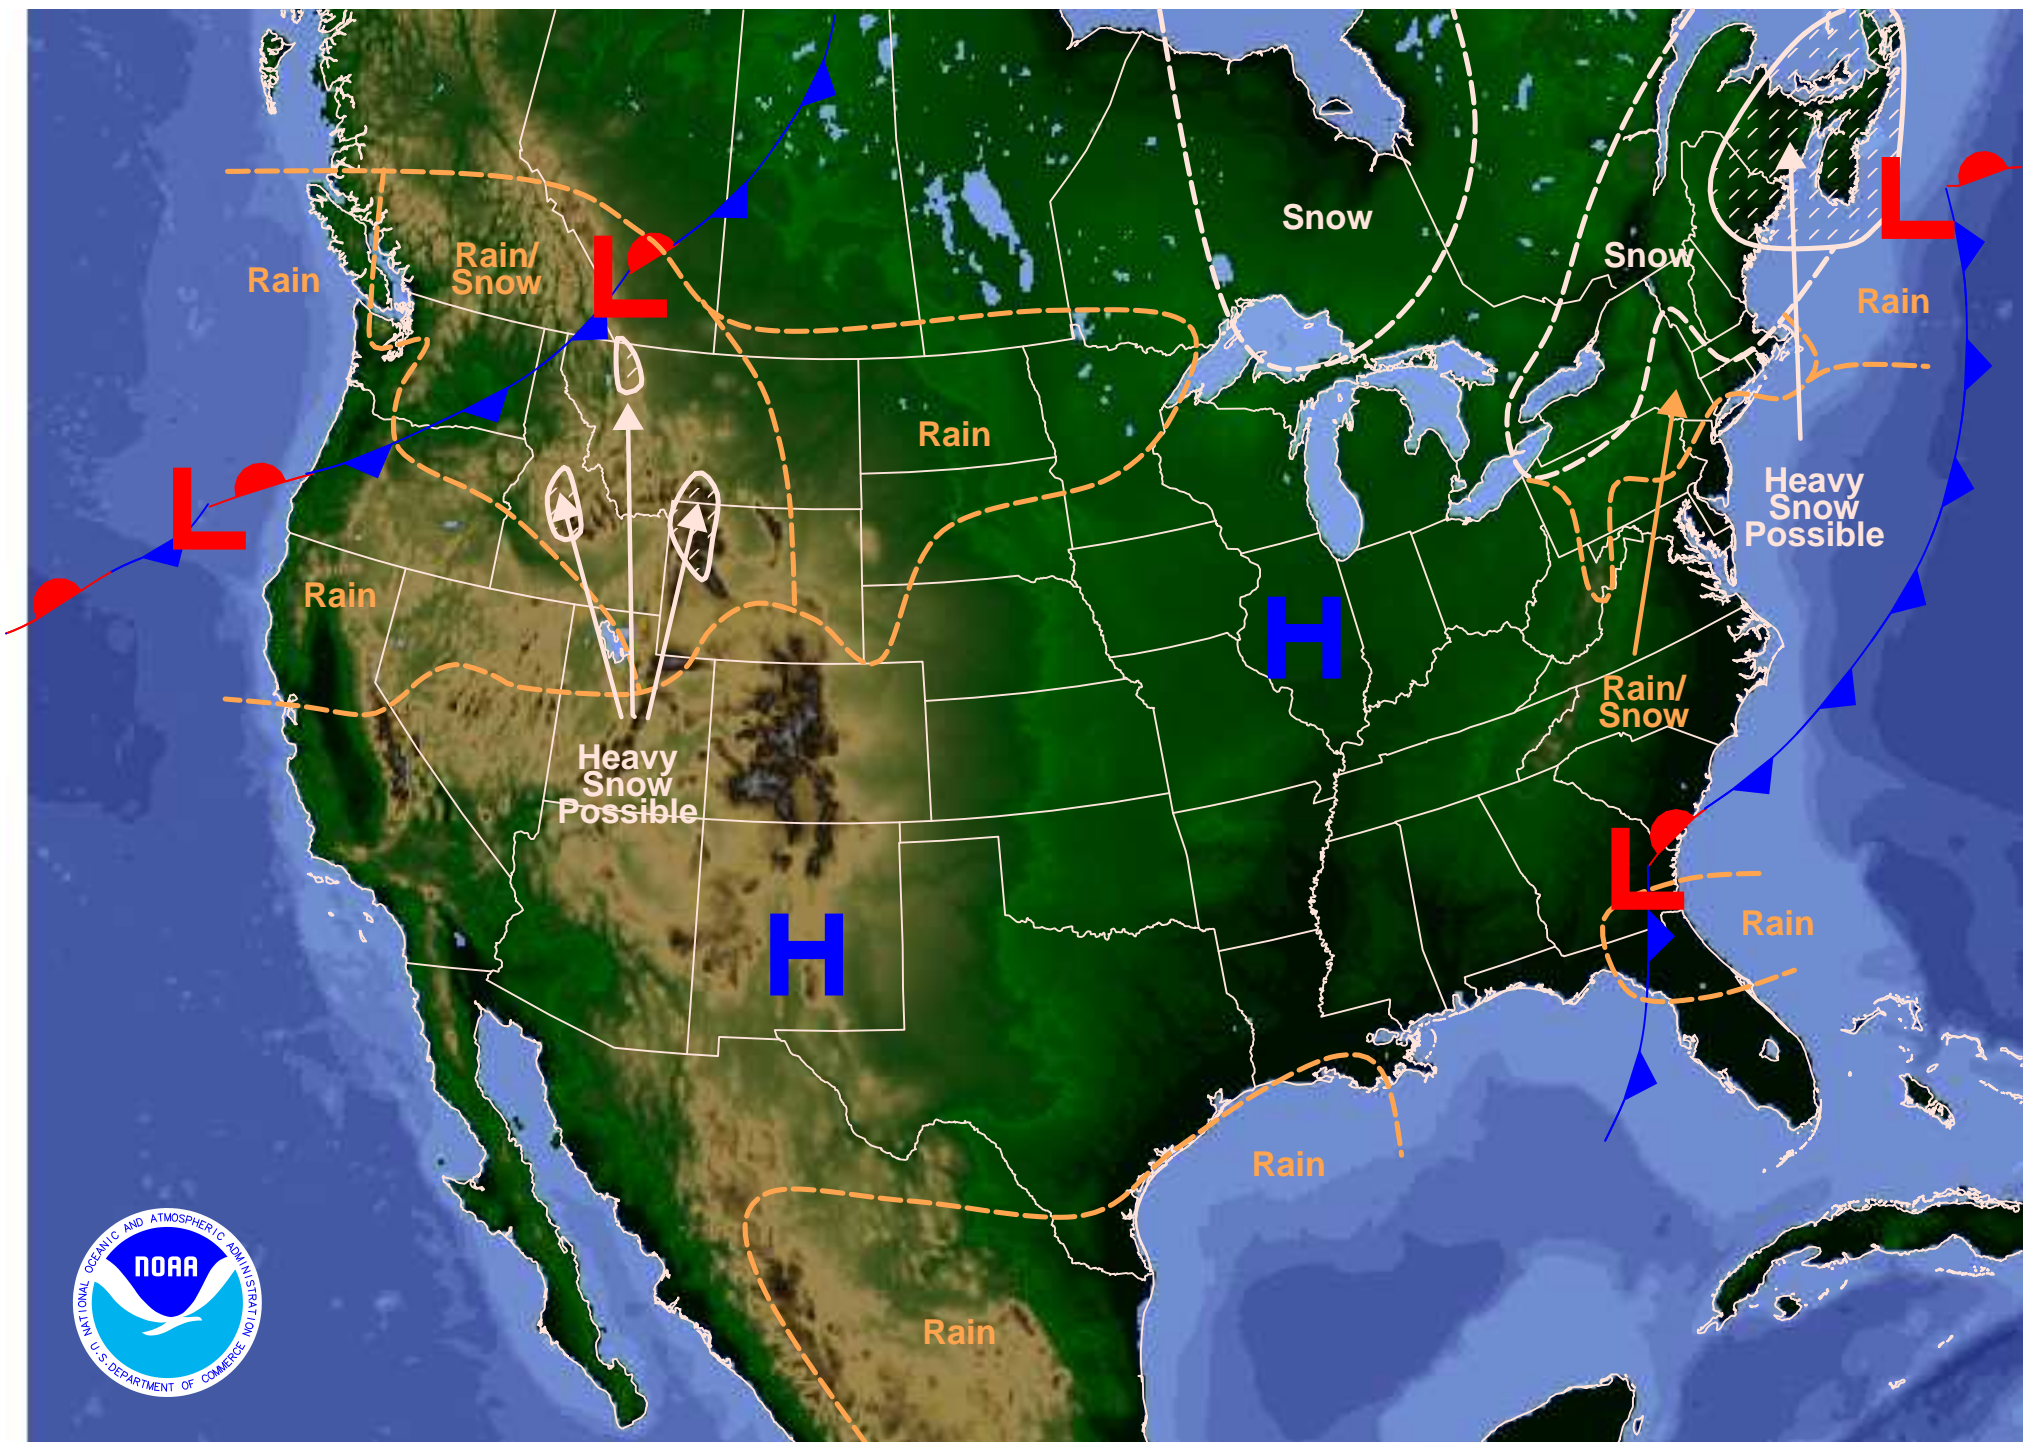 Snow
Snow
Rain/
Snow
Rain
L
L
Rain
Rain
Heavy
Snow
Possible
L
Rain
H
Rain/
Snow
Heavy
Snow
Possible
L
Rain
H
Rain
Rain
NATIONAL OCEANIC AND ATMOSPHERIC ADMINISTRATION
NOAA
U.S. DEPARTMENT OF COMMERCE